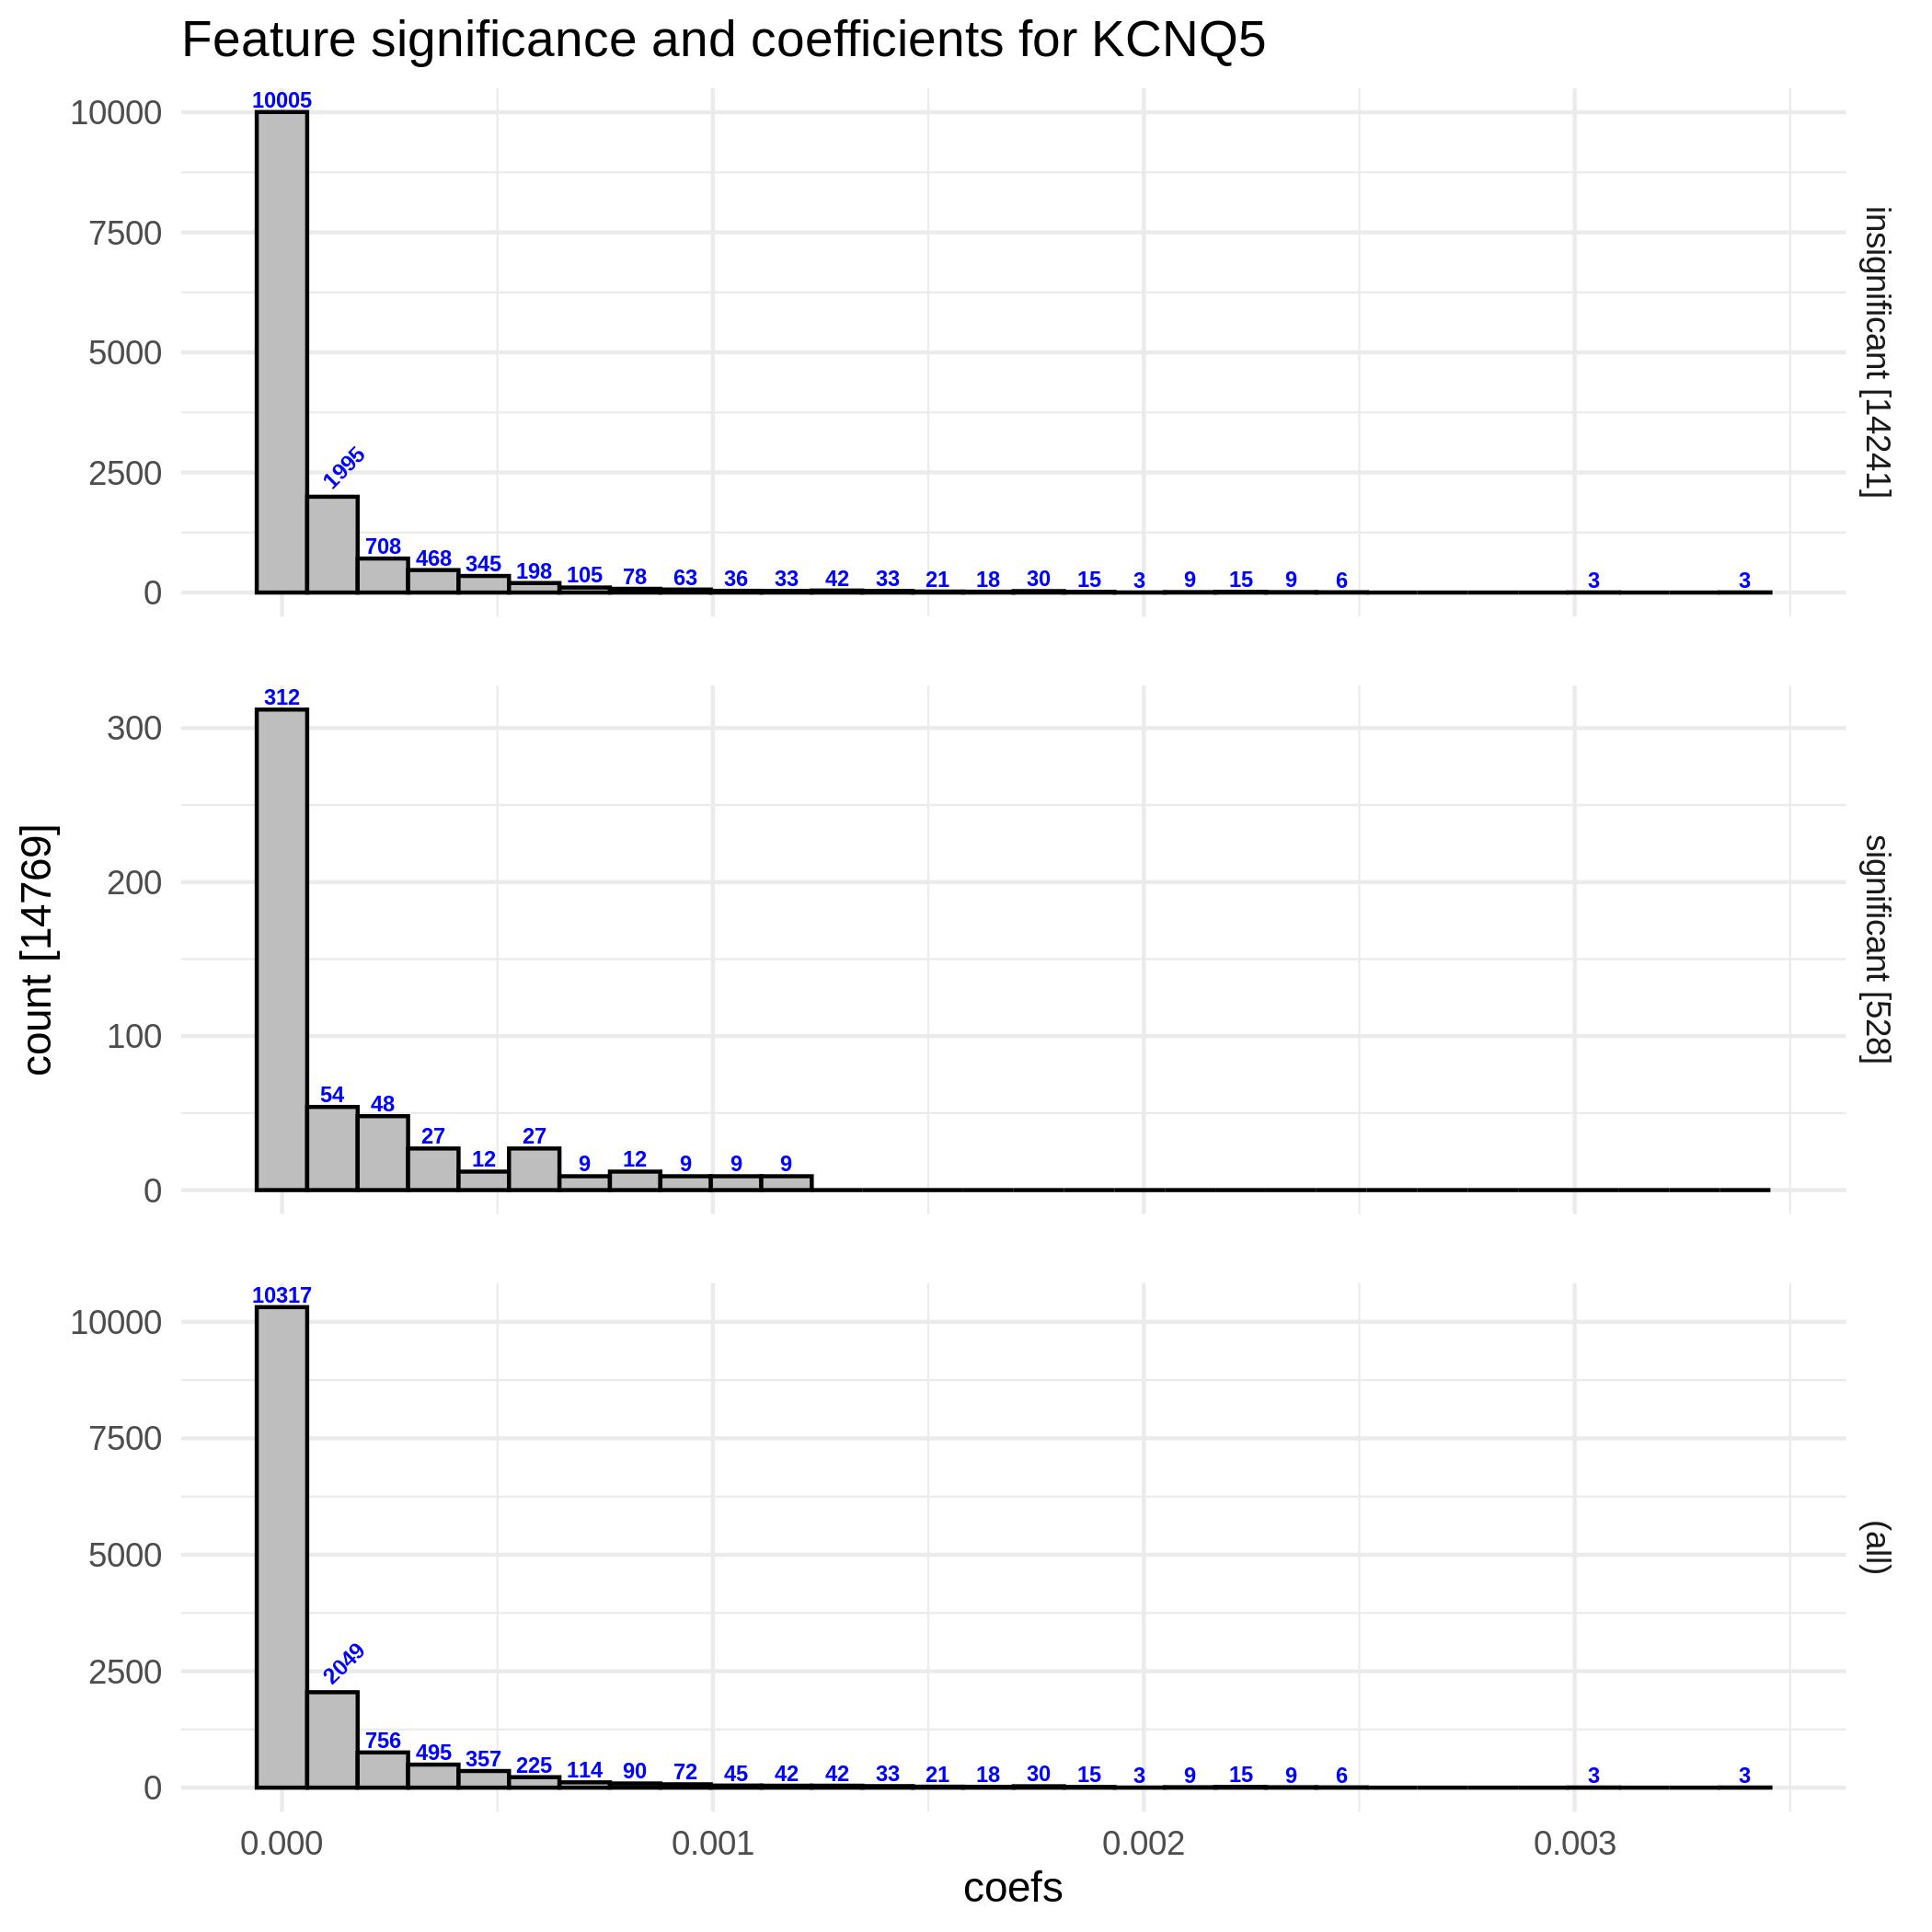 Feature significance and coefficients for KCNQ5
10005
10000
7500
5000
2500
0
1995
708 468 345 198 105 78 63 36 33 42 33 21 18 30 15 3 9 15 9 6 3 3
insignificant [14241]
count [14769]
312
300
200
100
0
54 48 27 12 27 9 12 9 9 9
significant [528]
10317
10000
7500
5000
2500
0
2049
756 495 357 225 114 90 72 45 42 42 33 21 18 30 15 3 9 15 9 6 3 3
(all)
0.000 0.001 0.002 0.003
coefs